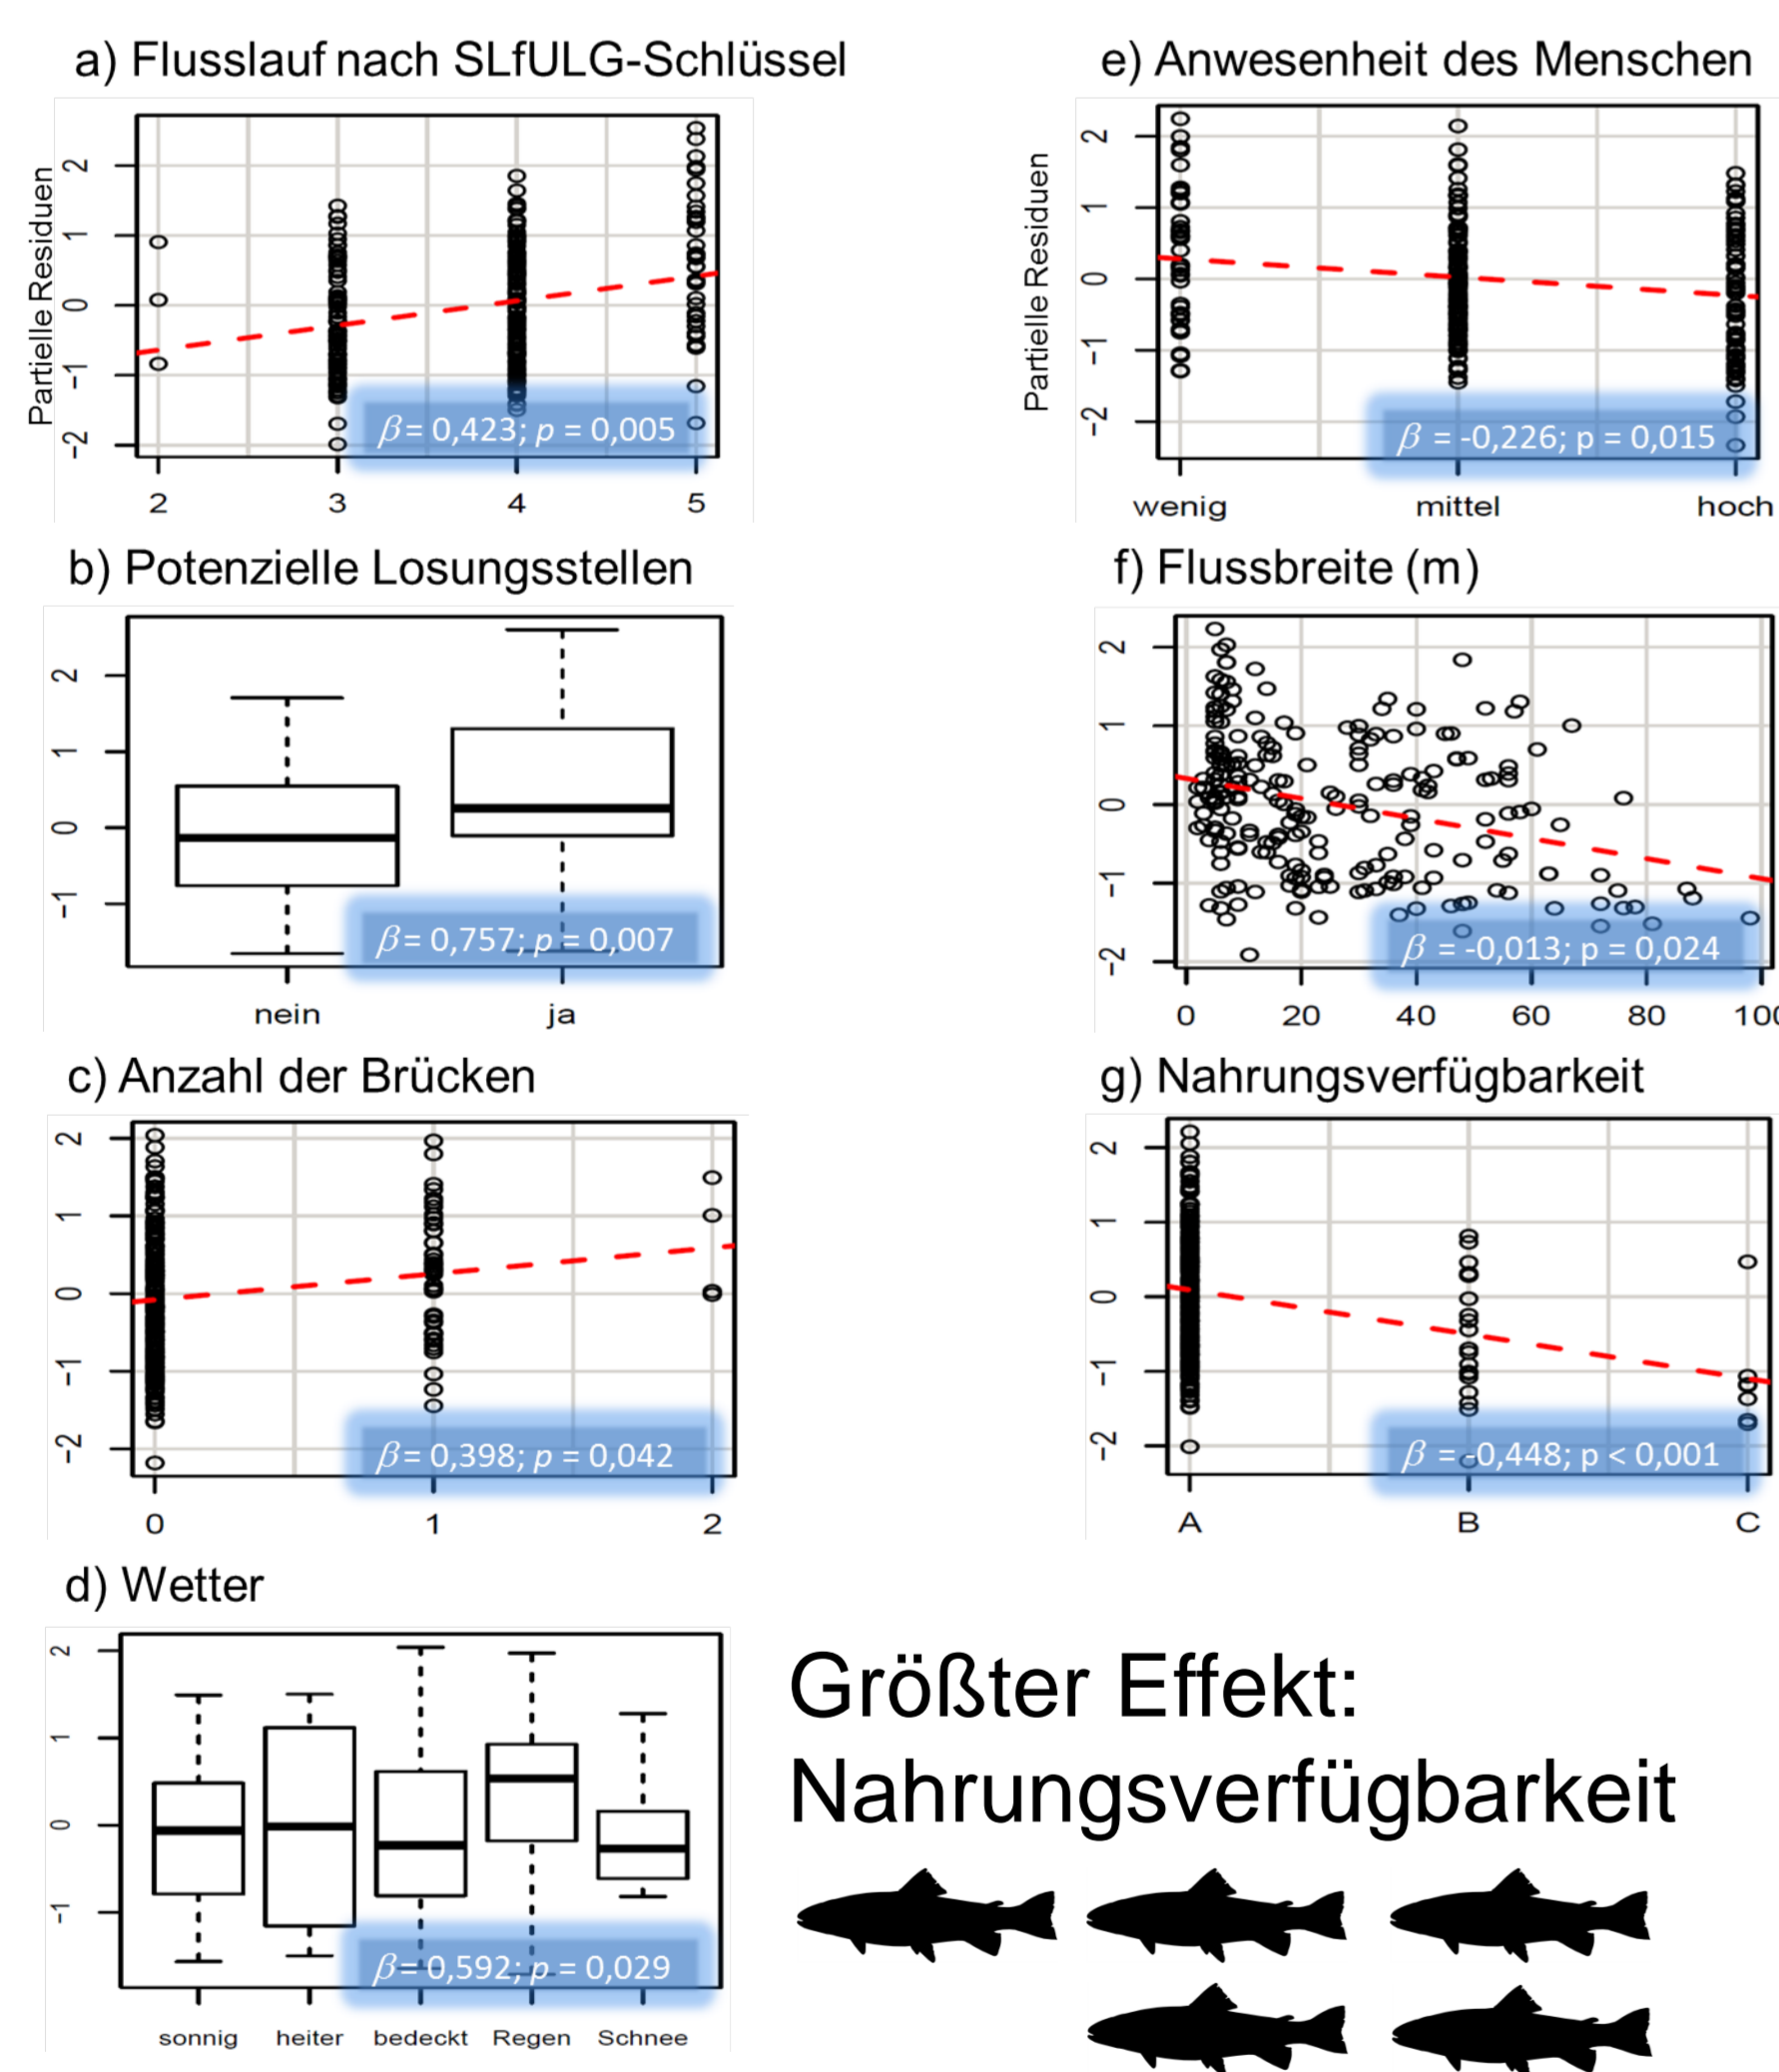 a) Flusslauf nach SLfULG-Schlüssel
Partielle Residuen
2
1
0
−1
−2
β = 0,423; p = 0,005
2 3 4 5
b) Potenzielle Losungsstellen
2
1
0
−1
β = 0,757; p = 0,007
nein ja
c) Anzahl der Brücken
2
1
0
−1
−2
β = 0,398; p = 0,042
0 1 2
d) Wetter
2
1
0
−1
β = 0,592; p = 0,029
sonnig heiter bedeckt Regen Schnee
e) Anwesenheit des Menschen
Partielle Residuen
2
1
0
−1
−2
β = -0,226; p = 0,015
wenig mittel hoch
f) Flussbreite (m)
2
1
0
−1
−2
β = -0,013; p = 0,024
0 20 40 60 80 100
g) Nahrungsverfügbarkeit
2
1
0
−1
−2
β = -0,448; p < 0,001
A B C
Größter Effekt:
Nahrungsverfügbarkeit